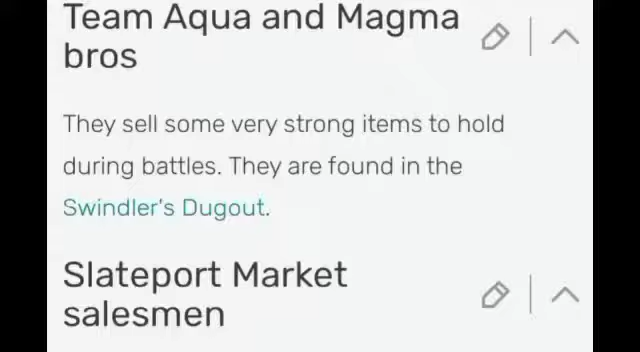 Team Aqua and Magma
bros
They sell some very strong items to hold
during battles. They are found in the
Swindler's Dugout.
Slateport Market
salesmen